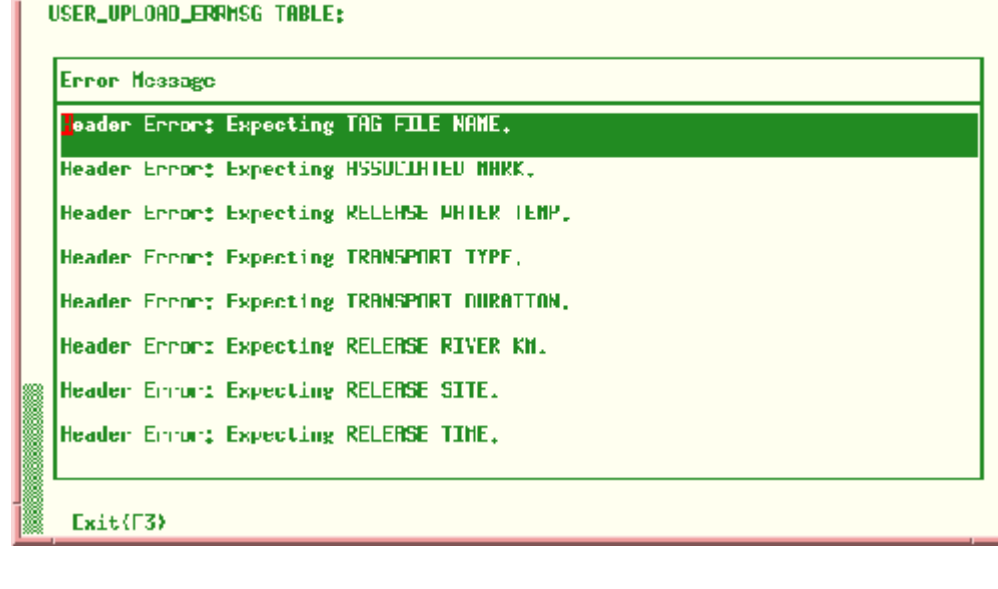 USER_UPLOAD_ERRMSG TABLE:
Error Message
Header Error: Expecting TAG FILE NAME.
Header Error: Expecting ASSOCIATED MARK.
Header Error: Expecting RELEASE WATER TEMP.
Header Error: Expecting TRANSPORT TYPE.
Header Error: Expecting TRANSPORT DURATION.
Header Error: Expecting RELEASE RIVER KM.
Header Error: Expecting RELEASE SITE.
Header Error: Expecting RELEASE TIME.
Exit(F3)